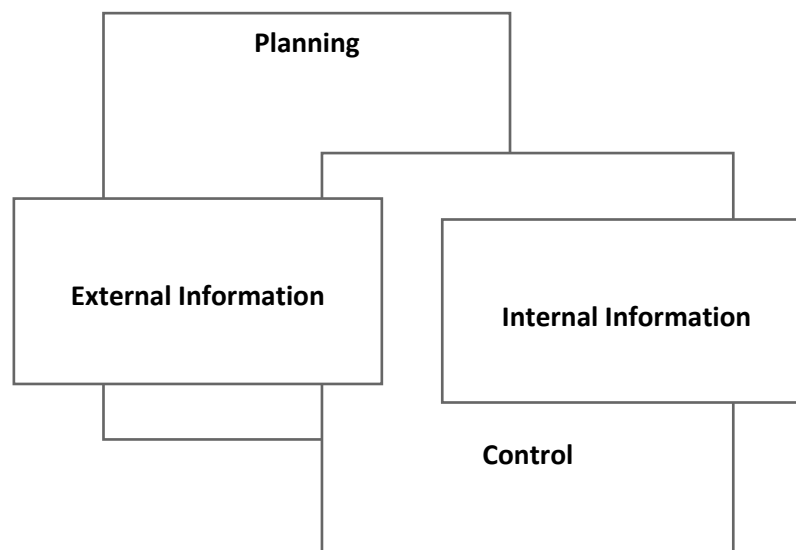 Planning
External Information
Internal Information
Control